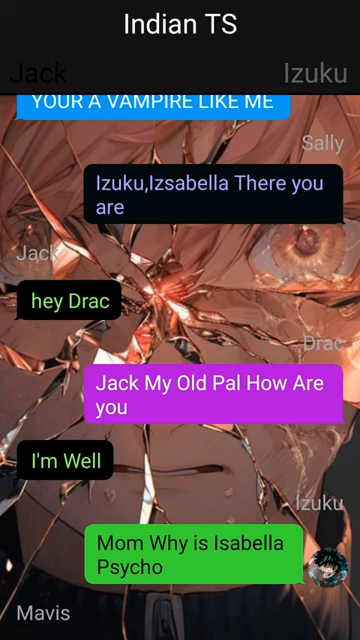 Indian TS
Jack
Izuku
YOUR A VAMPIRE LIKE ME
Sally
Izuku,Izsabella There you
are
Jack
hey Drac
Drac
Jack My Old Pal How Are
you
I'm Well
Izuku
Mom Why is Isabella
Psycho
Mavis